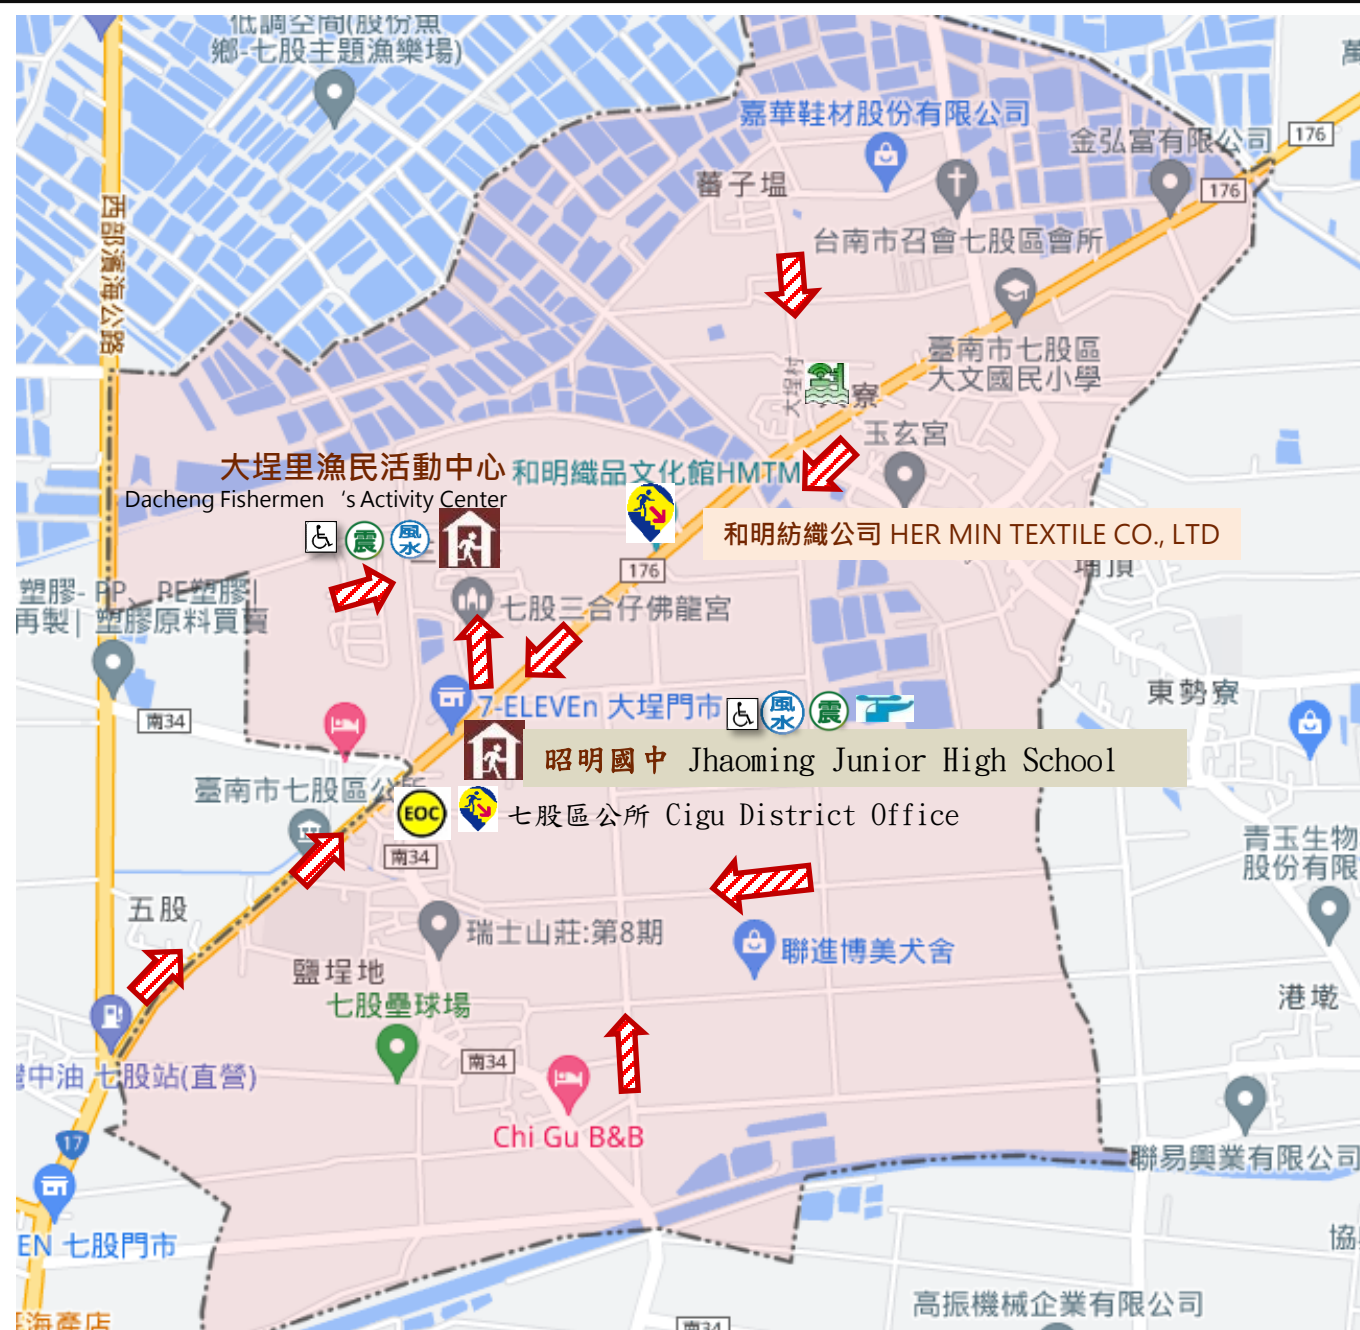 低調空間(股份魚
鄉-七股主題漁樂場)
嘉華鞋材股份有限公司
金弘富有限公司
176
蕃子塭
176
西部濱海公路
台南市召會七股區會所
臺南市七股區
大文國民小學
大埕村
寮
玉玄宮
大埕里漁民活動中心
和明織品文化館HMTM
Dacheng Fishermen ‘s Activity Center
和明紡織公司 HER MIN TEXTILE CO., LTD
震
風水
176
埔頂
塑膠- PP、PE塑膠|
再製| 塑膠原料買賣
七股三合仔佛龍宮
東勢寮
南34
7-ELEVEn 大埕門市
風水
震
昭明國中 Jhaoming Junior High School
臺南市七股區公所
EOC
七股區公所 Cigu District Office
南34
青玉生物
股份有限
五股
瑞士山莊:第8期
聯進博美犬舍
鹽埕地
七股壘球場
港墘
南34
中油 七股站(直營)
Chi Gu B&B
17
聯易興業有限公司
EN 七股門市
協
高振機械企業有限公司
海產店
南34